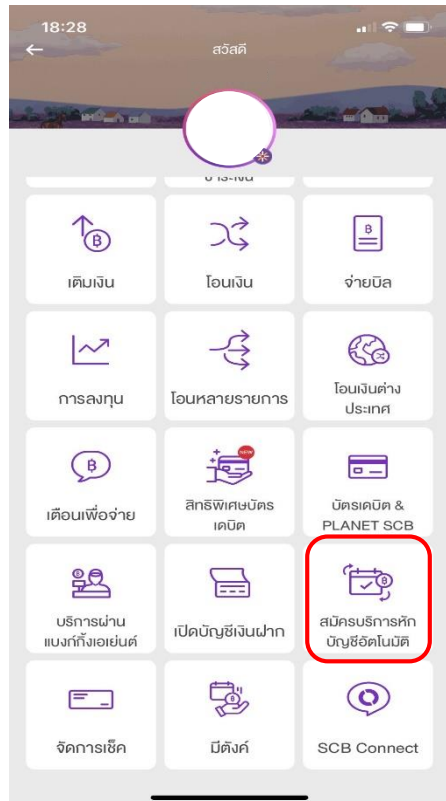 18:28
สวัสดี
เติมเงิน
โอนเงิน
จ่ายบิล
การลงทุน
โอนหลายรายการ
โอนเงินต่าง
ประเทศ
เตือนเพื่อจ่าย
NEW
สิทธิพิเศษบัตร
เดบิต
บัตรเดบิต &
PLANET SCB
บริการผ่าน
แบงก์กิ้งเอเย่นต์
เปิดบัญชีเงินฝาก
สมัครบริการหัก
บัญชีอัตโนมัติ
จัดการเช็ค
มีตังค์
SCB Connect